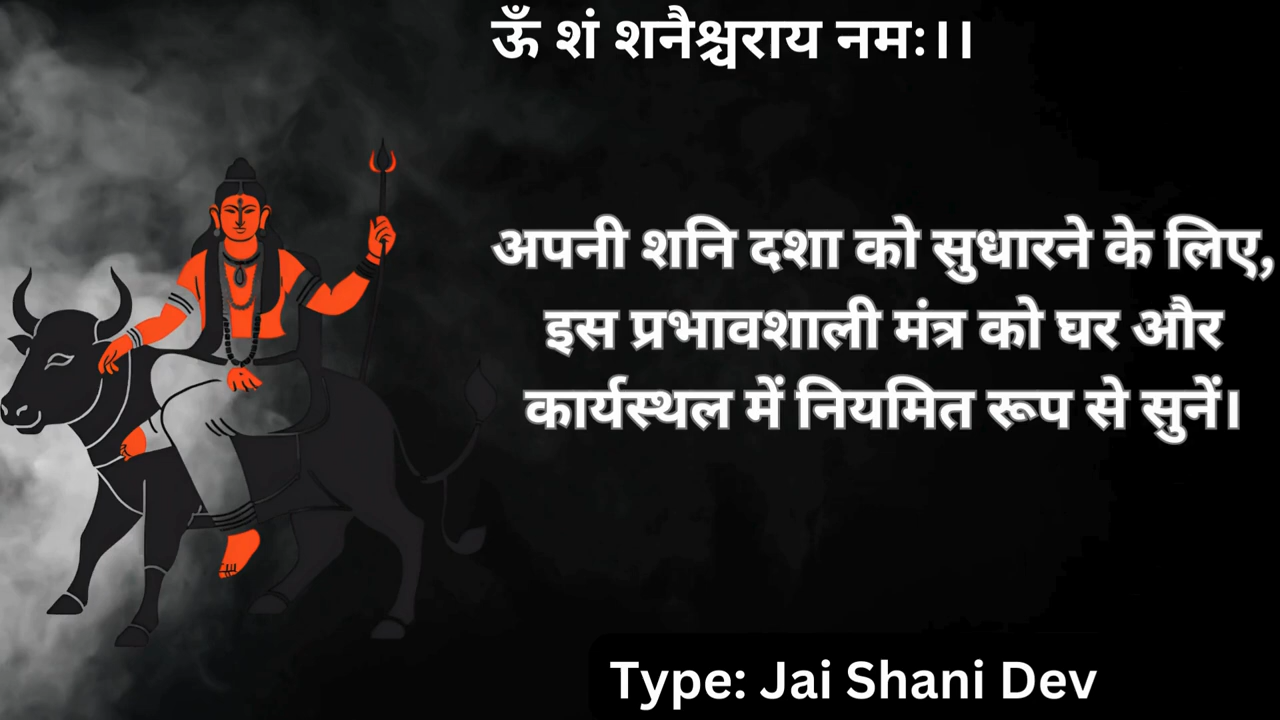 ऊँ शं शनैश्चराय नमः।।
अपनी शनि दशा को सुधारने के लिए,
इस प्रभावशाली मंत्र को घर और
कार्यस्थल में नियमित रूप से सुनें।
Type: Jai Shani Dev